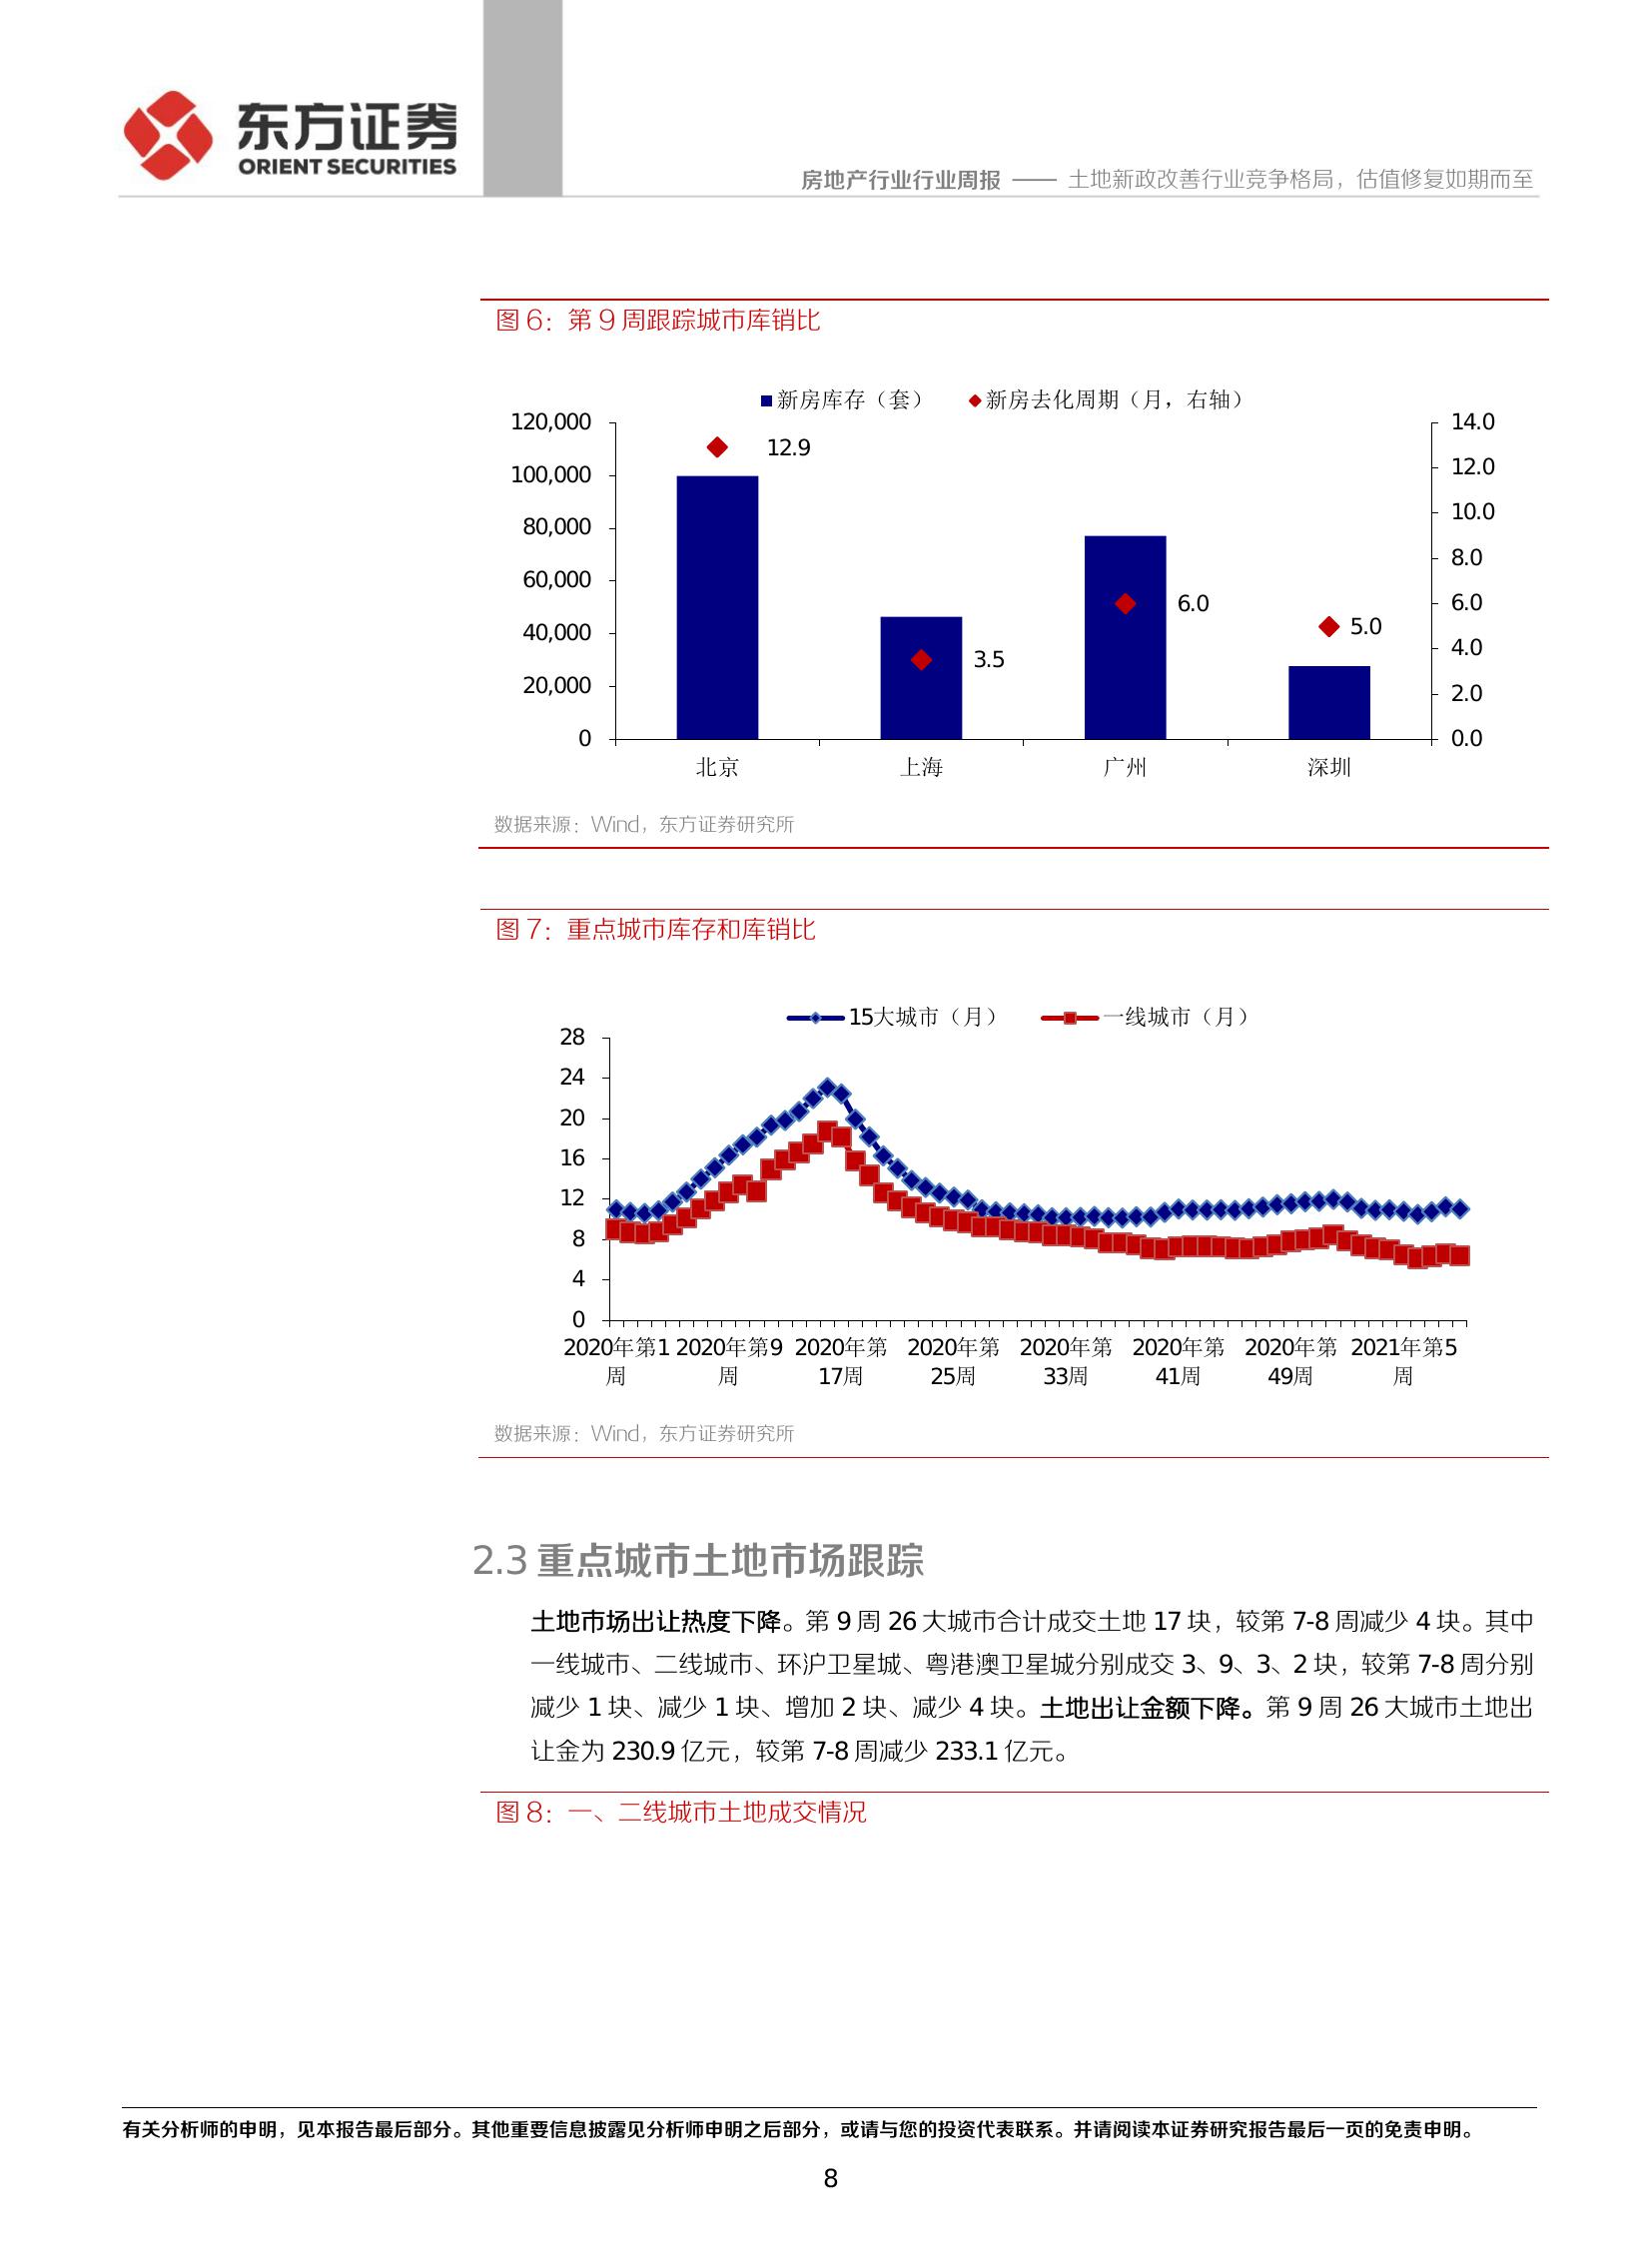 东方证券
ORIENT SECURITIES
房地产行业行业周报 —— 土地新政改善行业竞争格局，估值修复如期而至
图 6：第 9 周跟踪城市库销比
新房库存（套） 新房去化周期（月，右轴）
120,000
100,000
80,000
60,000
40,000
20,000
0
14.0
12.0
10.0
8.0
6.0
4.0
2.0
0.0
12.9
3.5
6.0
5.0
北京 上海 广州 深圳
数据来源：Wind，东方证券研究所
图 7：重点城市库存和库销比
15大城市（月） 一线城市（月）
28
24
20
16
12
8
4
0
2020年第1周 2020年第9周 2020年第17周 2020年第25周 2020年第33周 2020年第41周 2020年第49周 2021年第5周
数据来源：Wind，东方证券研究所
2.3 重点城市土地市场跟踪
土地市场出让热度下降。第 9 周 26 大城市合计成交土地 17 块，较第 7-8 周减少 4 块。其中
一线城市、二线城市、环沪卫星城、粤港澳卫星城分别成交 3、9、3、2 块，较第 7-8 周分别
减少 1 块、减少 1 块、增加 2 块、减少 4 块。土地出让金额下降。第 9 周 26 大城市土地出
让金为 230.9 亿元，较第 7-8 周减少 233.1 亿元。
图 8：一、二线城市土地成交情况
有关分析师的申明，见本报告最后部分。其他重要信息披露见分析师申明之后部分，或请与您的投资代表联系。并请阅读本证券研究报告最后一页的免责申明。
8